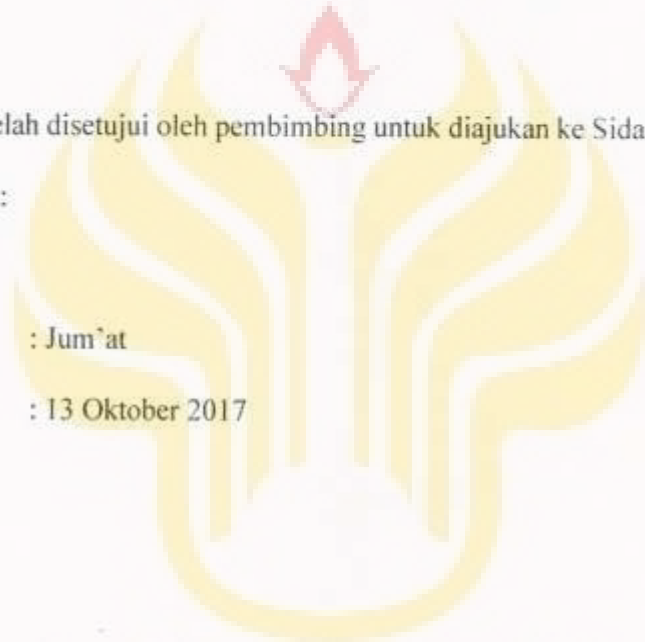 elah disetujui oleh pembimbing untuk diajukan ke Sida
:
: Jum'at
: 13 Oktober 2017